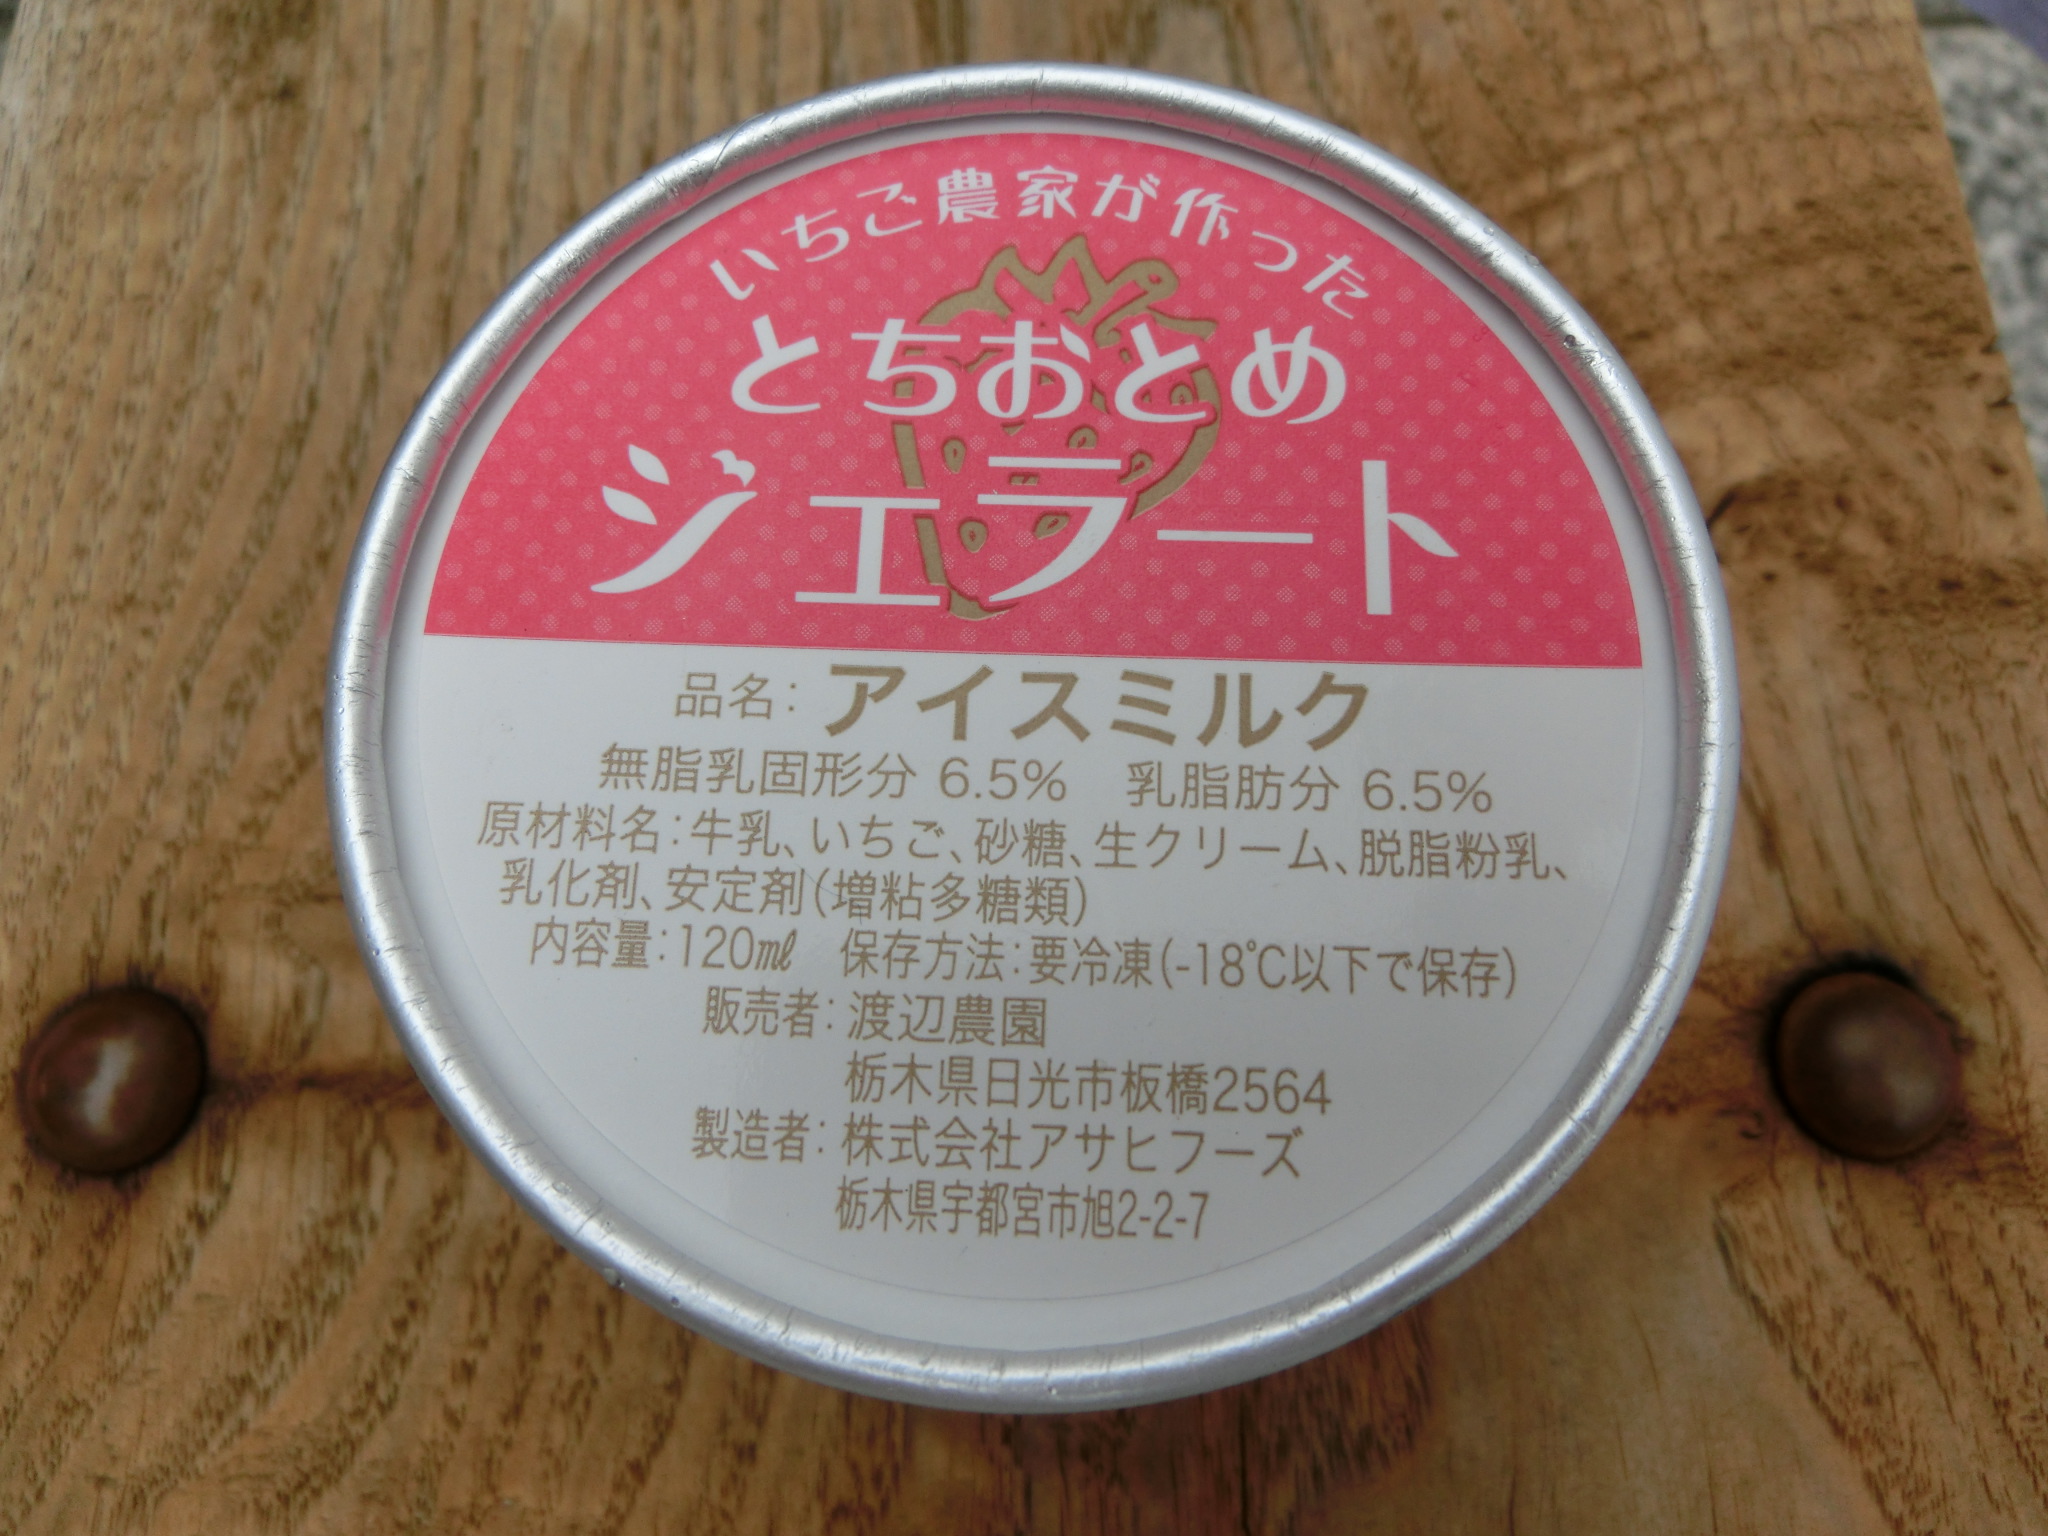 いちご農家が作った
とちおとめ
ジェラート
品名：アイスミルク
無脂乳固形分 6.5%　乳脂肪分 6.5%
原材料名：牛乳、いちご、砂糖、生クリーム、脱脂粉乳、
乳化剤、安定剤（増粘多糖類）
内容量：120㎖　保存方法：要冷凍（-18℃以下で保存）
販売者：渡辺農園
栃木県日光市板橋2564
製造者：株式会社アサヒフーズ
栃木県宇都宮市旭2-2-7